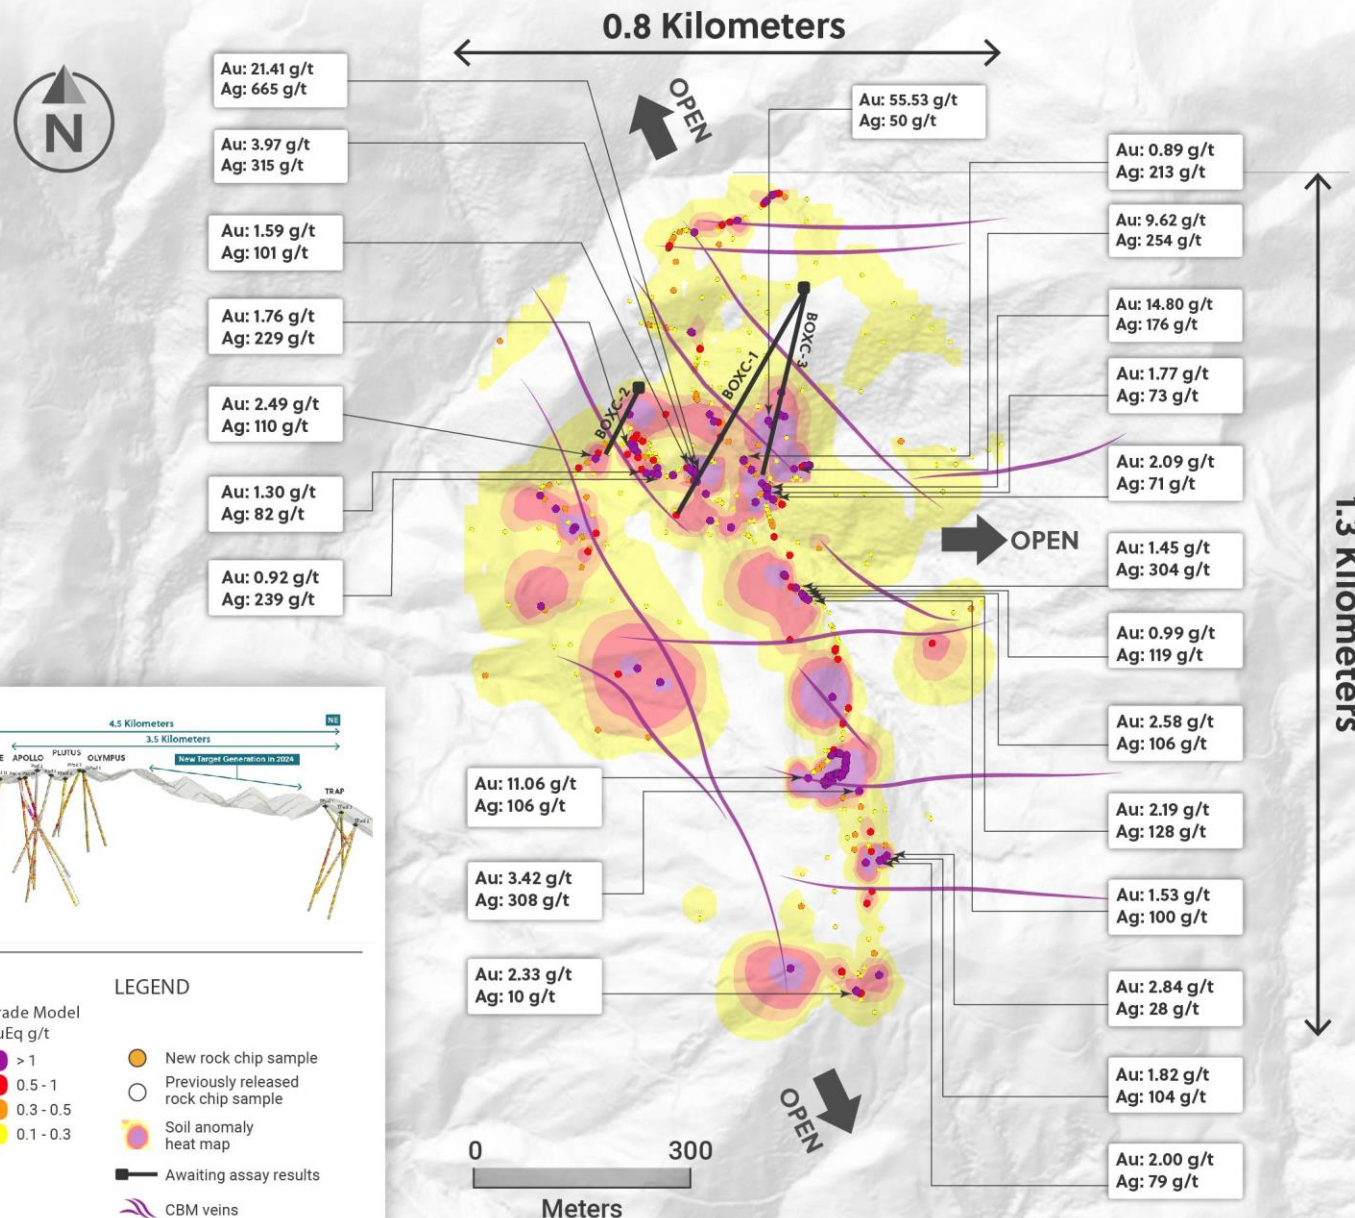 0.8 Kilometers
N
OPEN
Au: 21.41 g/t
Ag: 665 g/t
Au: 3.97 g/t
Ag: 315 g/t
Au: 1.59 g/t
Ag: 101 g/t
Au: 1.76 g/t
Ag: 229 g/t
Au: 2.49 g/t
Ag: 110 g/t
Au: 1.30 g/t
Ag: 82 g/t
Au: 0.92 g/t
Ag: 239 g/t
Au: 55.53 g/t
Ag: 50 g/t
Au: 0.89 g/t
Ag: 213 g/t
Au: 9.62 g/t
Ag: 254 g/t
Au: 14.80 g/t
Ag: 176 g/t
Au: 1.77 g/t
Ag: 73 g/t
Au: 2.09 g/t
Ag: 71 g/t
Au: 1.45 g/t
Ag: 304 g/t
Au: 0.99 g/t
Ag: 119 g/t
Au: 2.58 g/t
Ag: 106 g/t
Au: 2.19 g/t
Ag: 128 g/t
Au: 1.53 g/t
Ag: 100 g/t
Au: 2.84 g/t
Ag: 28 g/t
Au: 1.82 g/t
Ag: 104 g/t
Au: 2.00 g/t
Ag: 79 g/t
1.3 Kilometers
BOXC-1
BOXC-3
BOXC-2
OPEN
Au: 11.06 g/t
Ag: 106 g/t
Au: 3.42 g/t
Ag: 308 g/t
Au: 2.33 g/t
Ag: 10 g/t
OPEN
0 300
Meters
4.5 Kilometers
NE
3.5 Kilometers
E APOLLO PLUTUS OLYMPUS
New Target Generation in 2024
TRAP
LEGEND
rade Model
uEq g/t
> 1
0.5 - 1
0.3 - 0.5
0.1 - 0.3
New rock chip sample
Previously released
rock chip sample
Soil anomaly
heat map
Awaiting assay results
CBM veins